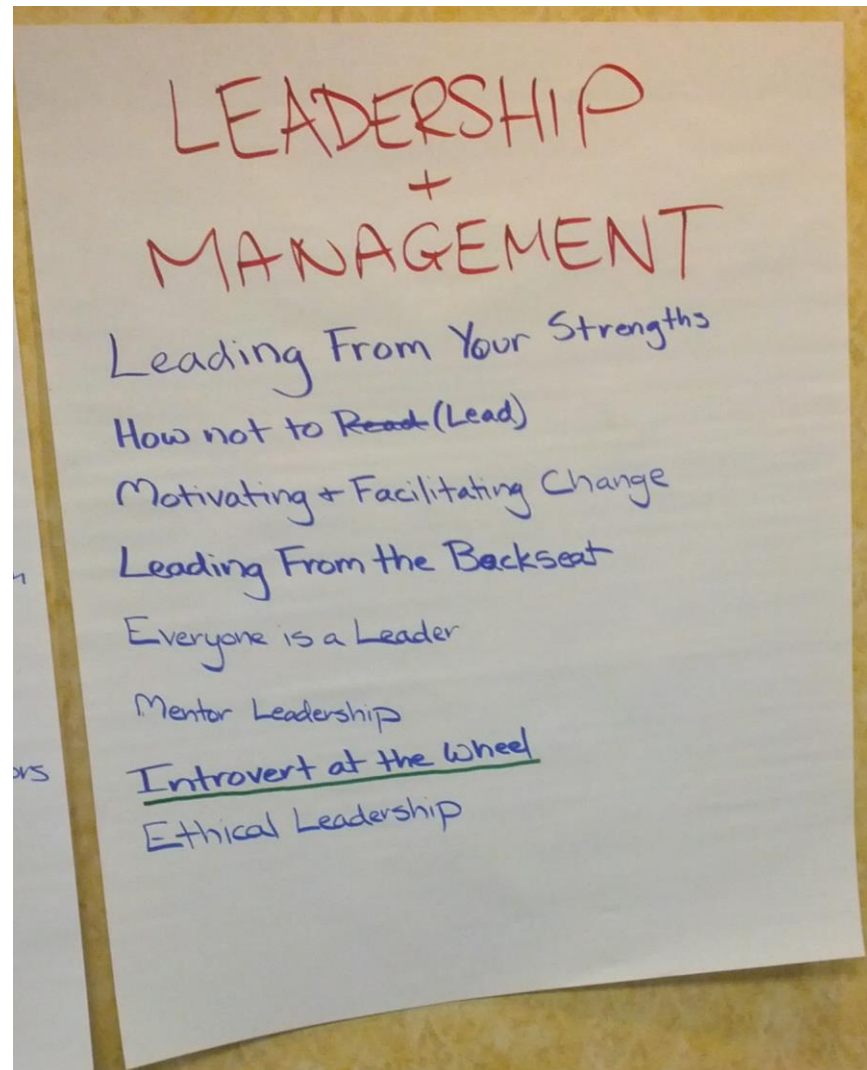 LEADERSHIP
+
MANAGEMENT
Leading From Your Strengths
How not to Read (Lead)
Motivating + Facilitating Change
Leading From the Backseat
Everyone is a Leader
Mentor Leadership
Introvert at the Wheel
Ethical Leadership